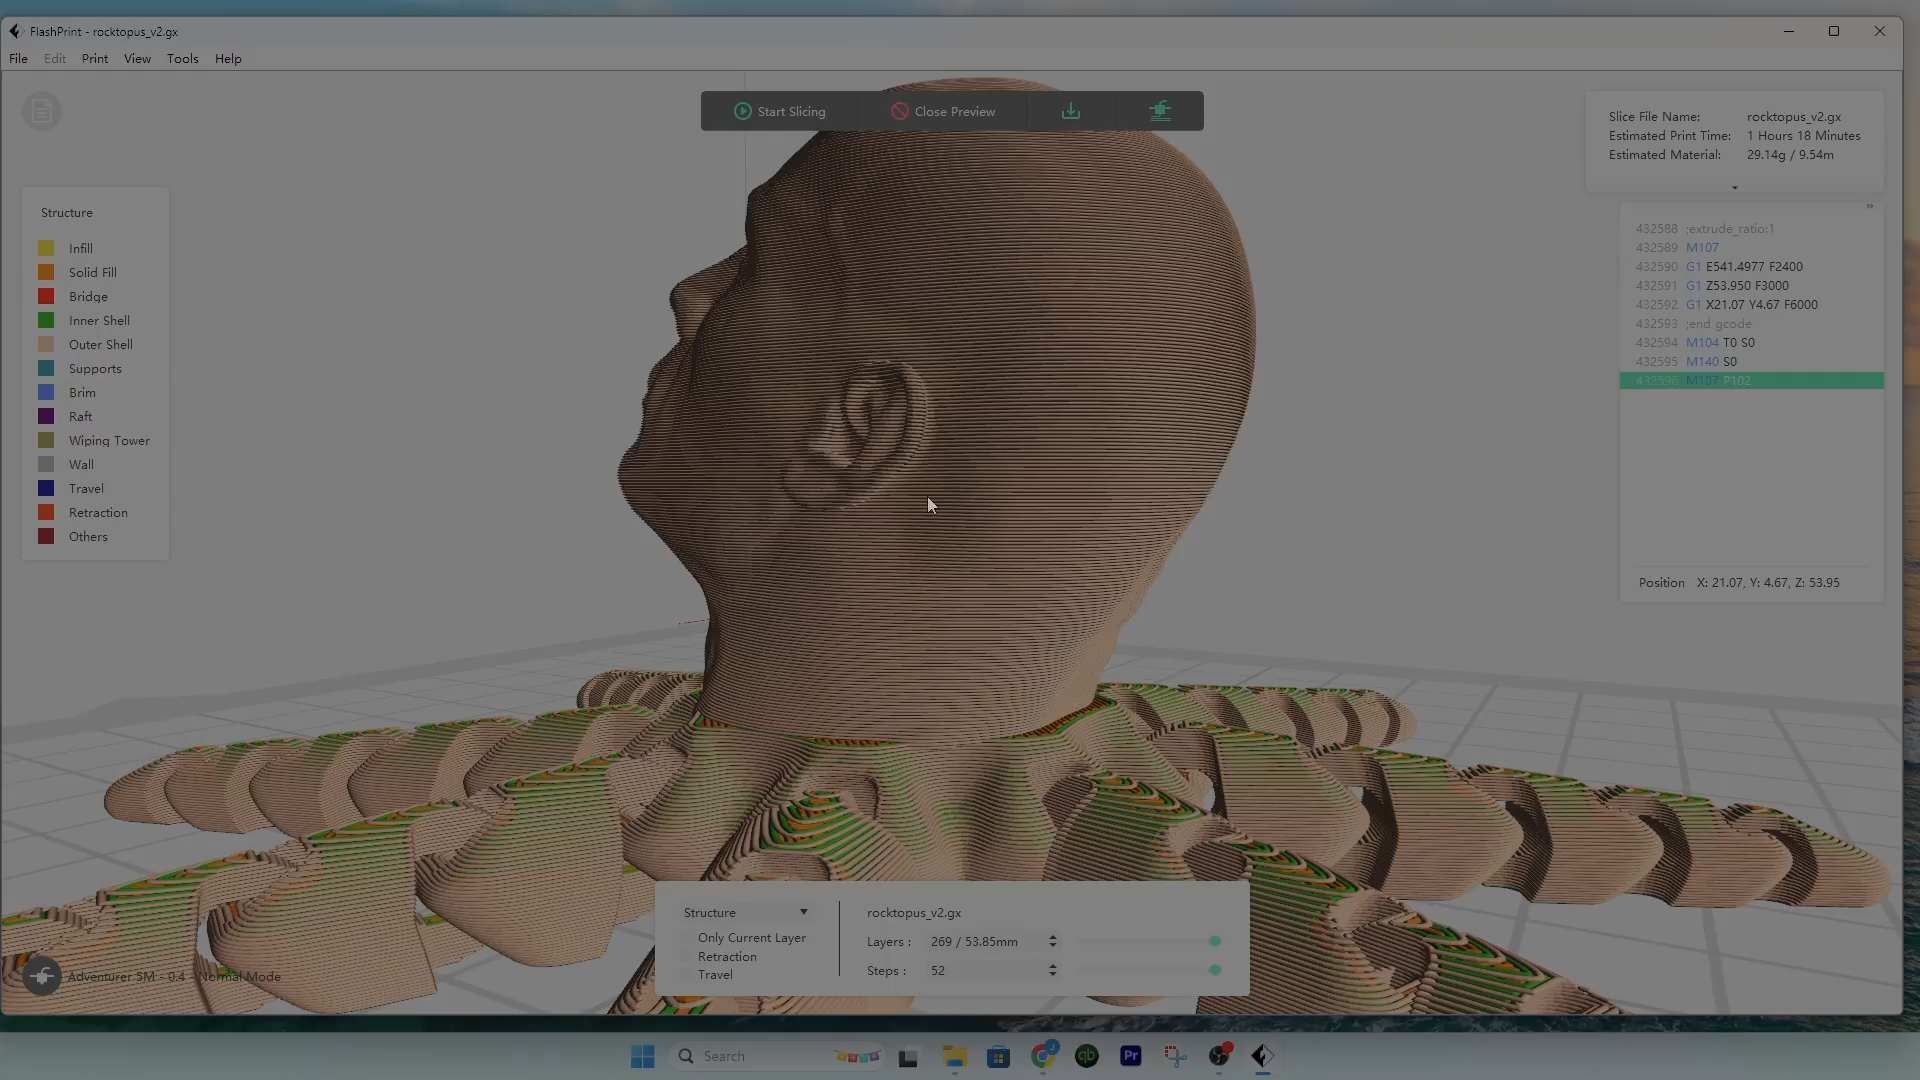 FlashPrint - rocktopus_v2.gx
File Edit Print View Tools Help
Start Slicing
Close Preview
Slice File Name: rocktopus_v2.gx
Estimated Print Time: 1 Hours 18 Minutes
Estimated Material: 29.14g / 9.54m
Structure
Infill
Solid Fill
Bridge
Inner Shell
Outer Shell
Supports
Brim
Raft
Wiping Tower
Wall
Travel
Retraction
Others
432588 ;extrude_ratio:1
432589 M107
432590 G1 E541.4977 F2400
432591 G1 Z53.950 F3000
432592 G1 X21.07 Y4.67 F6000
432593 ;end gcode
432594 M104 T0 S0
432595 M140 S0
432596 M107 P102
Position X: 21.07, Y: 4.67, Z: 53.95
Structure
Only Current Layer
Retraction
Travel
rocktopus_v2.gx
Layers : 269 / 53.85mm
Steps : 52
Adventurer 5M - 0.4 - Normal Mode
Search
J
qb
Pr